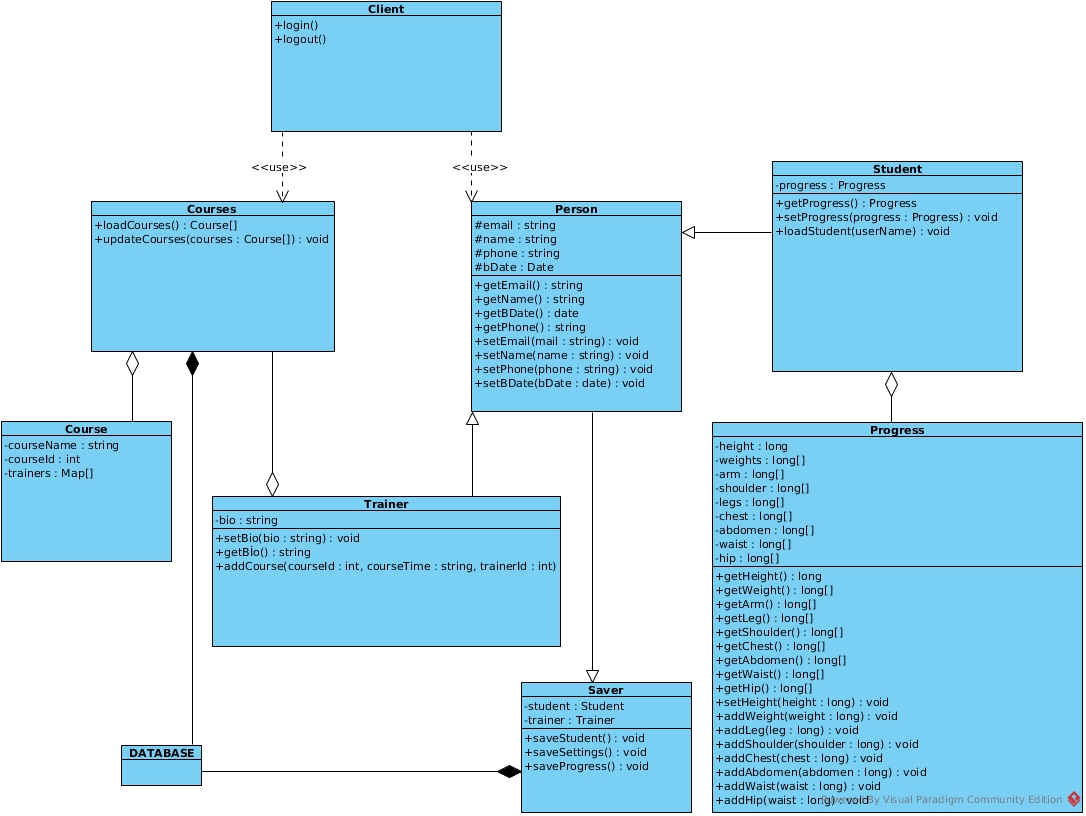 Client
+login()
+logout()
<<use>>
<<use>>
Courses
+loadCourses() : Course[]
+updateCourses(courses : Course[]) : void
Person
#email : string
#name : string
#phone : string
#bDate : Date
+getEmail() : string
+getName() : string
+getBDate() : date
+getPhone() : string
+setEmail(mail : string) : void
+setName(name : string) : void
+setPhone(phone : string) : void
+setBDate(bDate : date) : void
Student
-progress : Progress
+getProgress() : Progress
+setProgress(progress : Progress) : void
+loadStudent(userName) : void
Course
-courseName : string
-courseId : int
-trainers : Map[]
Trainer
-bio : string
+setBio(bio : string) : void
+getBio() : string
+addCourse(courseId : int, courseTime : string, trainerId : int)
Progress
-height : long
-weights : long[]
-arm : long[]
-shoulder : long[]
-legs : long[]
-chest : long[]
-abdomen : long[]
-waist : long[]
-hip : long[]
+getHeight() : long
+getWeight() : long[]
+getArm() : long[]
+getLeg() : long[]
+getShoulder() : long[]
+getChest() : long[]
+getAbdomen() : long[]
+getWaist() : long[]
+getHip() : long[]
+setHeight(height : long) : void
+addWeight(weight : long) : void
+addLeg(leg : long) : void
+addShoulder(shoulder : long) : void
+addChest(chest : long) : void
+addAbdomen(abdomen : long) : void
+addWaist(waist : long) : void
+addHip(waist : long) : void
Saver
-student : Student
-trainer : Trainer
+saveStudent() : void
+saveSettings() : void
+saveProgress() : void
DATABASE
Powered By Visual Paradigm Community Edition